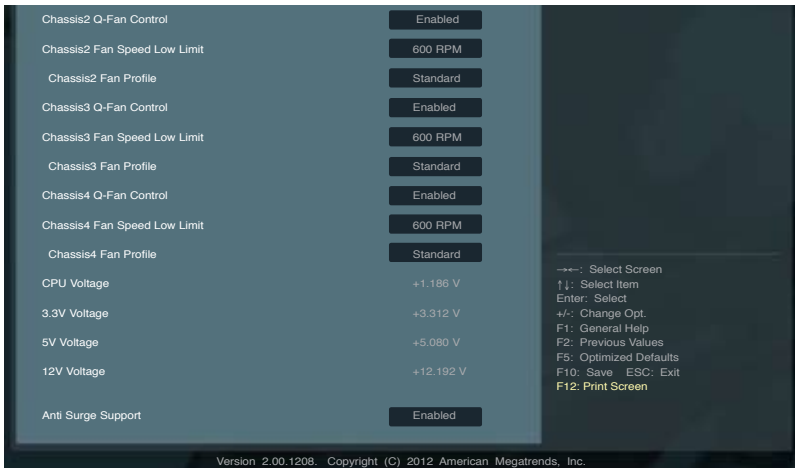 Chassis2 Q-Fan Control Enabled
Chassis2 Fan Speed Low Limit 600 RPM
Chassis2 Fan Profile Standard
Chassis3 Q-Fan Control Enabled
Chassis3 Fan Speed Low Limit 600 RPM
Chassis3 Fan Profile Standard
Chassis4 Q-Fan Control Enabled
Chassis4 Fan Speed Low Limit 600 RPM
Chassis4 Fan Profile Standard
CPU Voltage +1.186 V
3.3V Voltage +3.312 V
5V Voltage +5.080 V
12V Voltage +12.192 V
Anti Surge Support Enabled
→←: Select Screen
↑↓: Select Item
Enter: Select
+/-: Change Opt.
F1: General Help
F2: Previous Values
F5: Optimized Defaults
F10: Save ESC: Exit
F12: Print Screen
Version 2.00.1208. Copyright (C) 2012 American Megatrends, Inc.